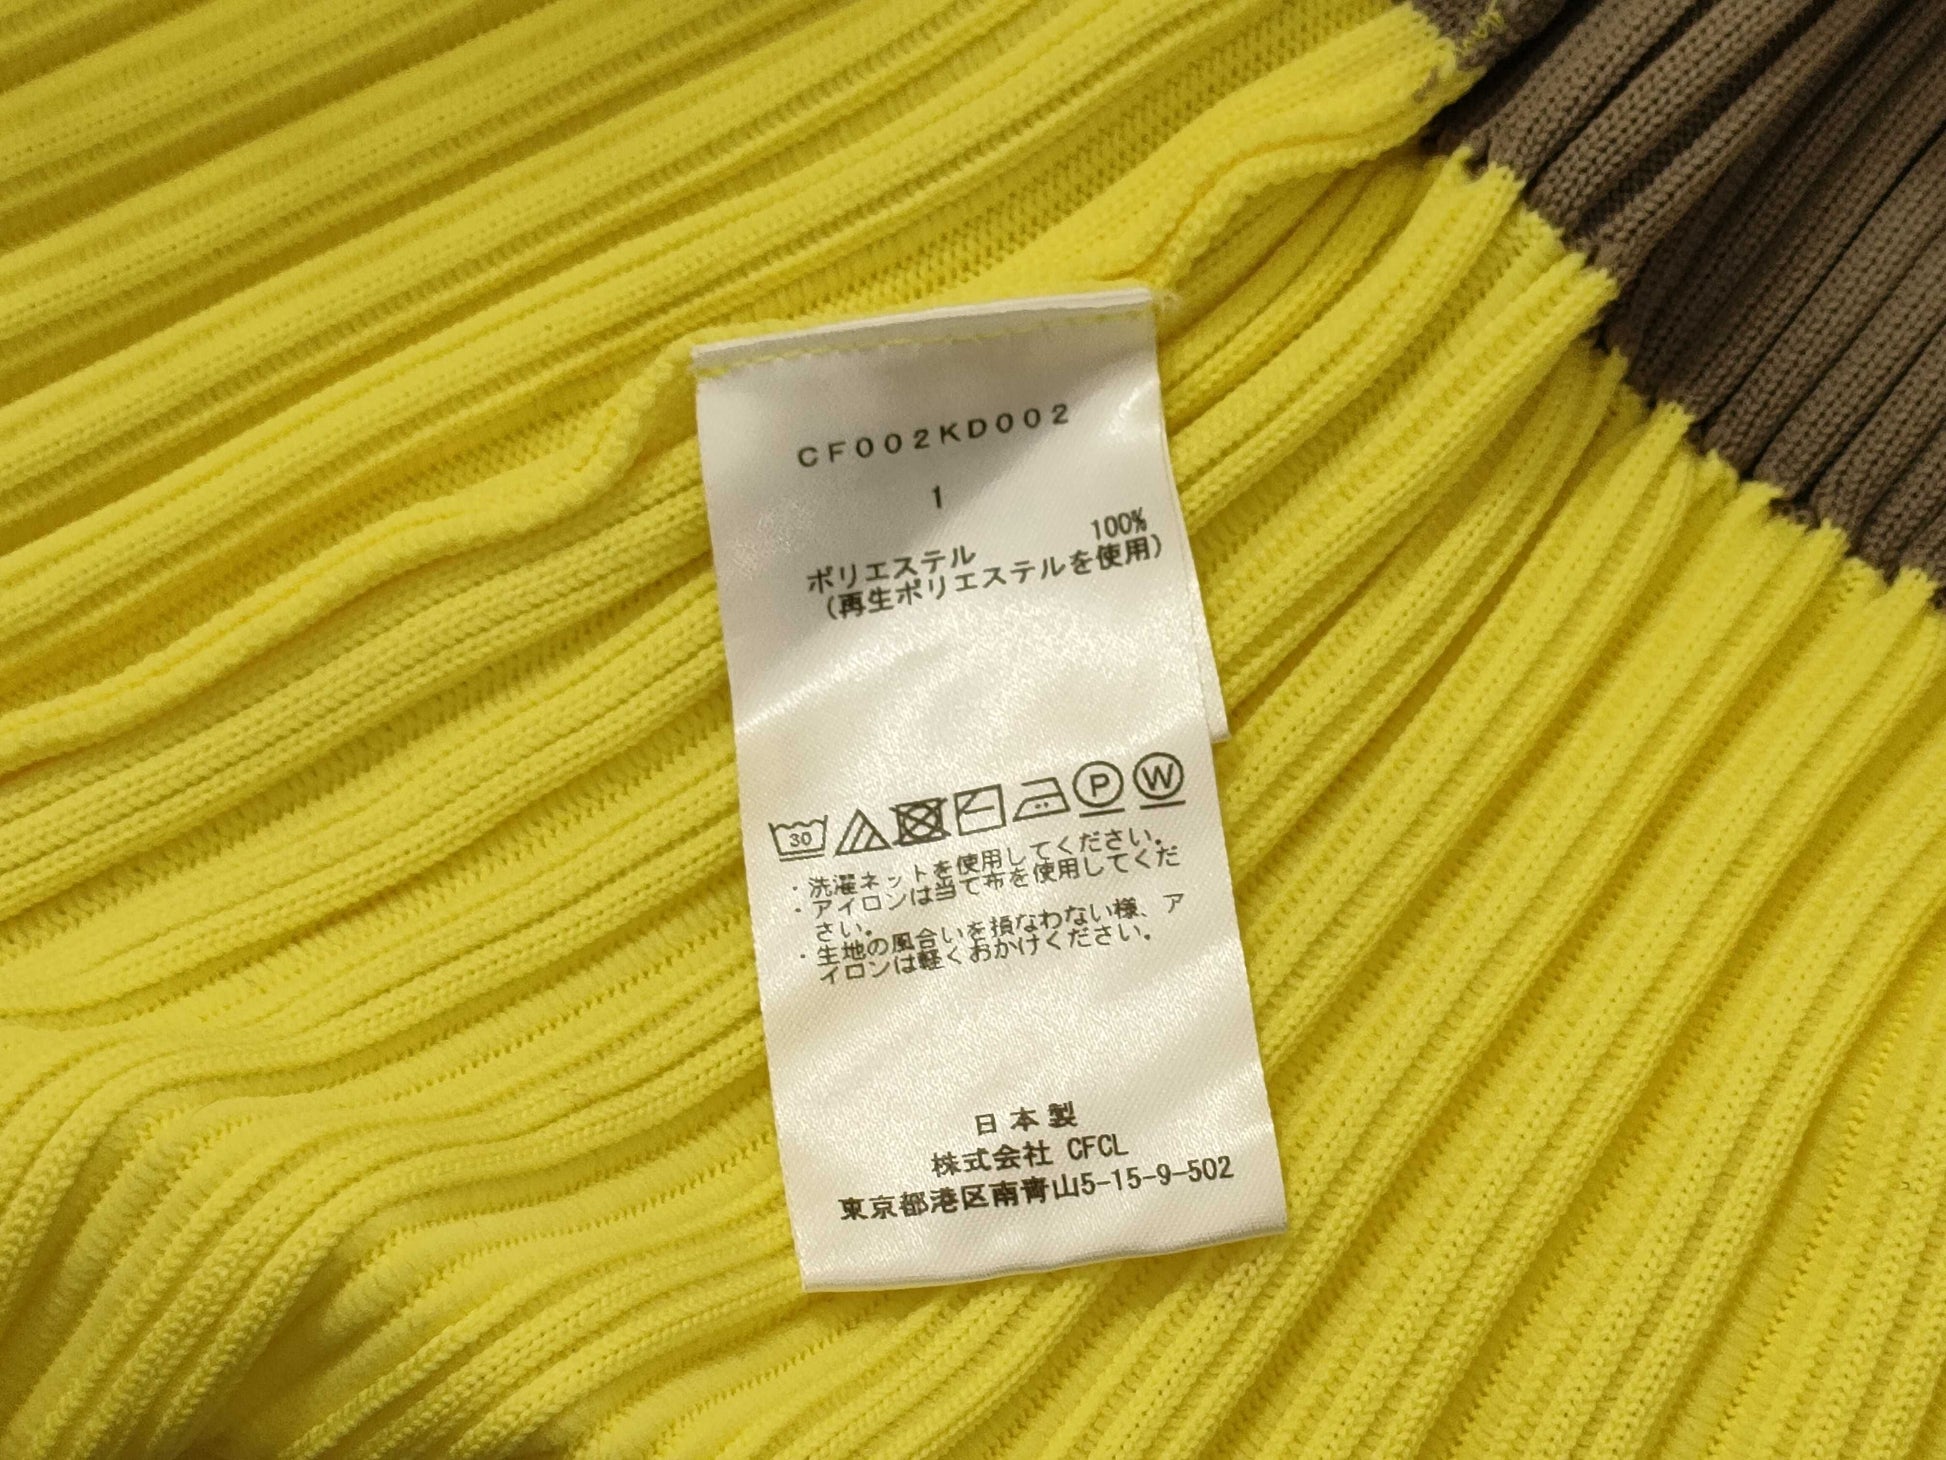 CF002KD002
1
ポリエステル 100%
(再生ポリエステルを使用)
30 P W
・洗濯ネットを使用してください。
・アイロンは当て布を使用してくだ
さい。
・生地の風合いを損なわない様、ア
イロンは軽くおかけください。
日本製
株式会社 CFCL
東京都港区南青山5-15-9-502